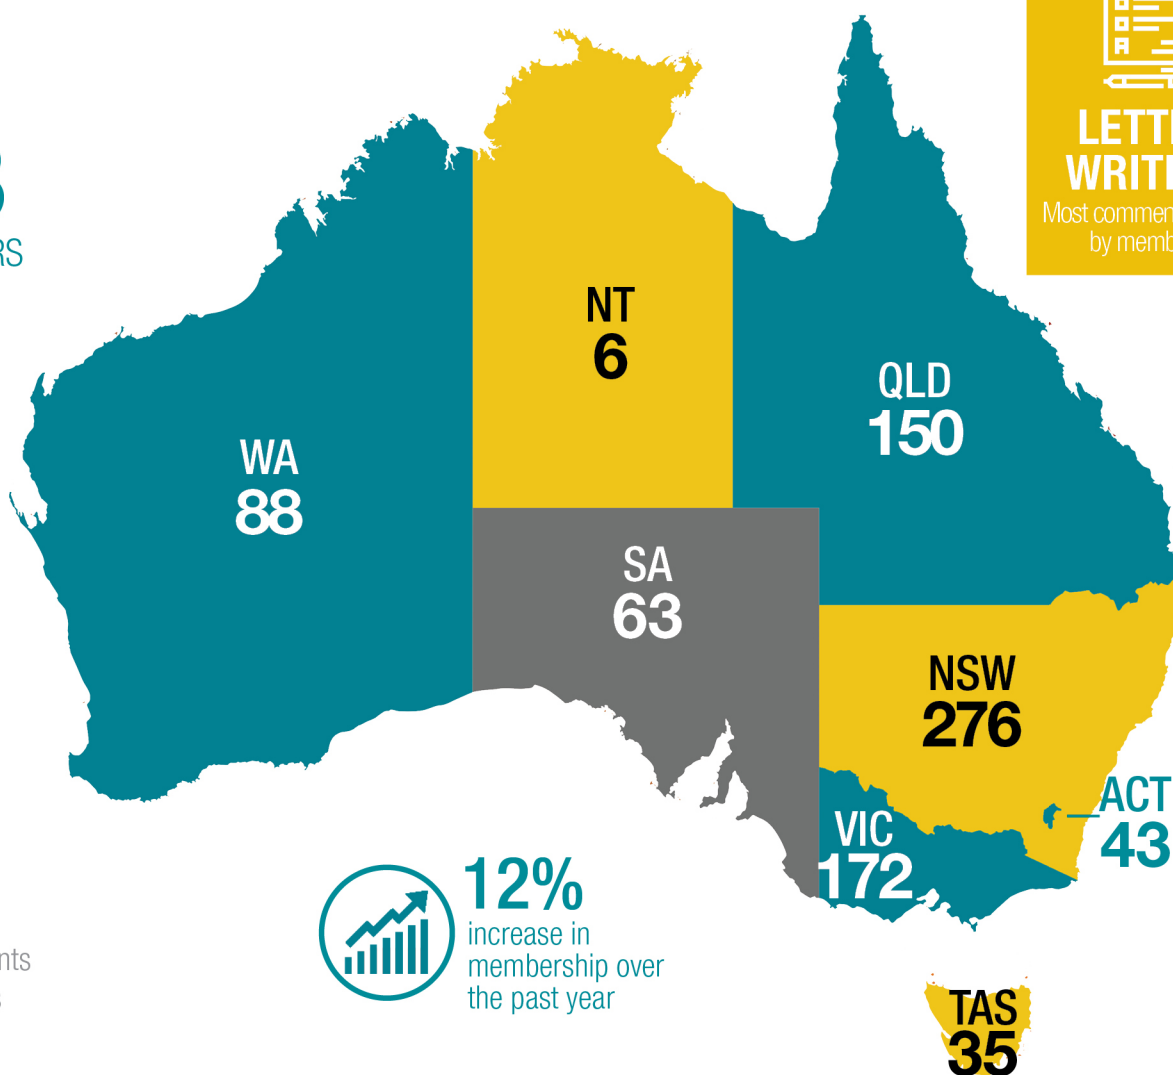 LETT
WRIT
Most commen
by memb
RS
NT
6
QLD
150
WA
88
SA
63
NSW
276
ACT
43
VIC
172
12%
increase in
membership over
the past year
nts
TAS
35